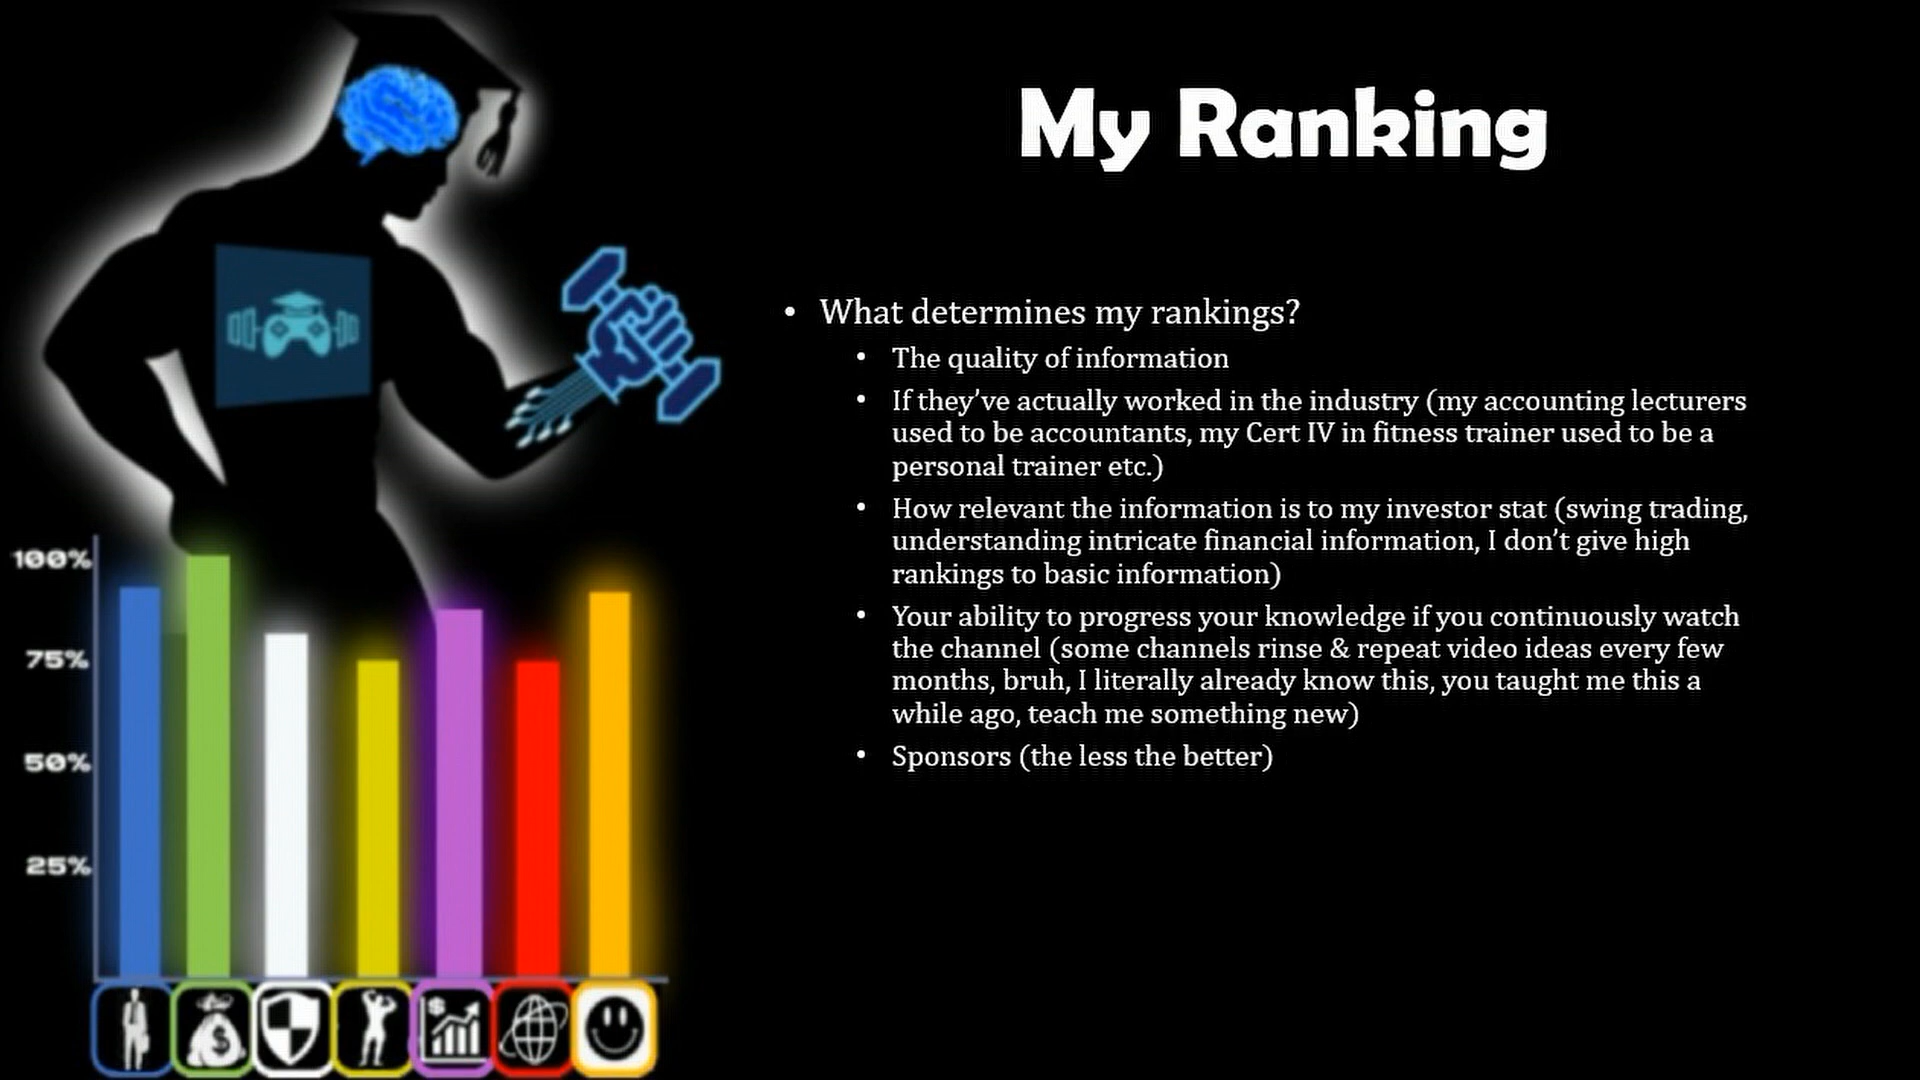 My Ranking
• What determines my rankings?
• The quality of information
• If they've actually worked in the industry (my accounting lecturers
used to be accountants, my Cert IV in fitness trainer used to be a
personal trainer etc.)
• How relevant the information is to my investor stat (swing trading,
understanding intricate financial information, I don't give high
rankings to basic information)
• Your ability to progress your knowledge if you continuously watch
the channel (some channels rinse & repeat video ideas every few
months, bruh, I literally already know this, you taught me this a
while ago, teach me something new)
• Sponsors (the less the better)
100%
75%
50%
25%
$
$